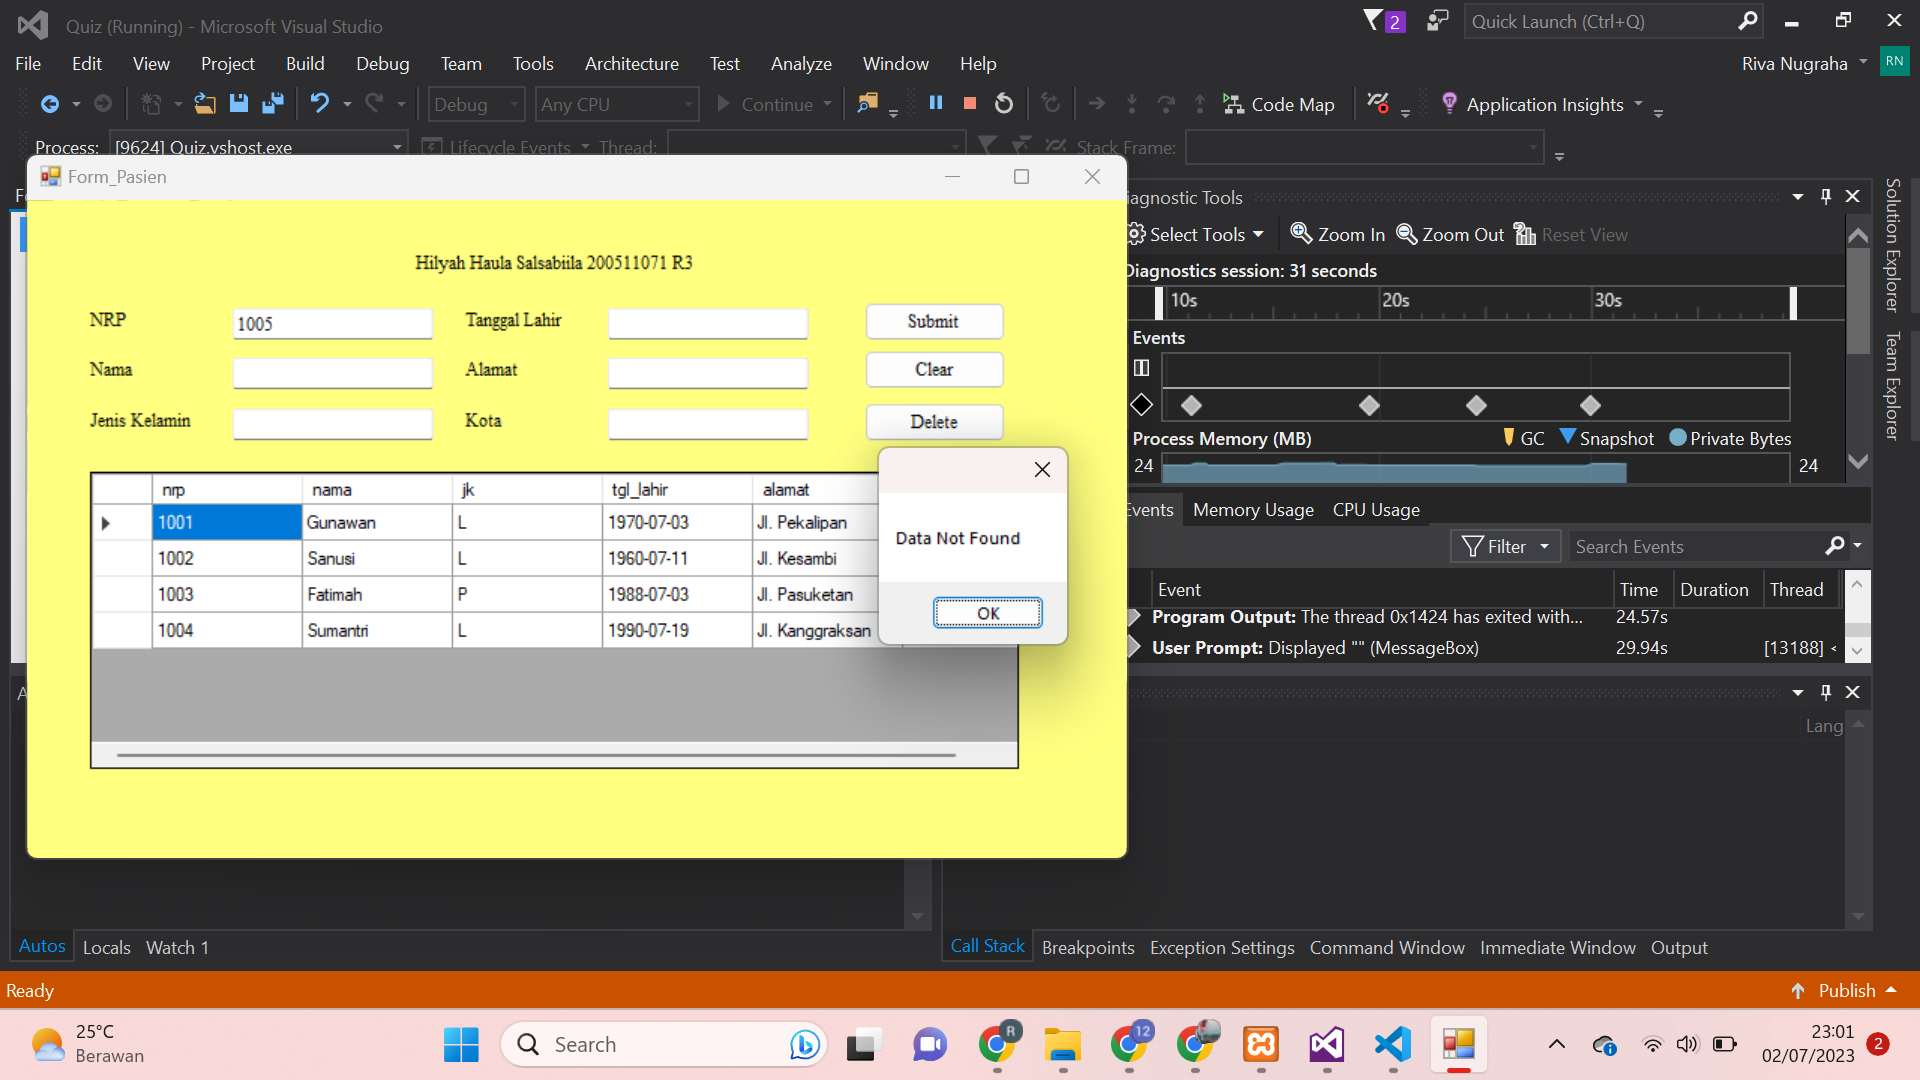 Quiz (Running) - Microsoft Visual Studio
2
Quick Launch (Ctrl+Q)
File Edit View Project Build Debug Team Tools Architecture Test Analyze Window Help
Riva Nugraha
RN
Debug
Any CPU
Continue
Code Map
Application Insights
Process: [9624] Quiz.vshost.exe
Lifecycle Events Thread:
Stack Frame:
Form_Pasien
Hilyah Haula Salsabiila 200511071 R3
NRP 1005 Tanggal Lahir Submit
Nama Alamat Clear
Jenis Kelamin Kota Delete
nrp nama jk tgl_lahir alamat
1001 Gunawan L 1970-07-03 Jl. Pekalipan
1002 Sanusi L 1960-07-11 Jl. Kesambi
1003 Fatimah P 1988-07-03 Jl. Pasuketan
1004 Sumantri L 1990-07-19 Jl. Kanggraksan
Data Not Found
OK
iagnostic Tools
Select Tools Zoom In Zoom Out Reset View
Diagnostics session: 31 seconds
10s 20s 30s
Events
Process Memory (MB) GC Snapshot Private Bytes
24 24
Events Memory Usage CPU Usage
Filter Search Events
Event Time Duration Thread
Program Output: The thread 0x1424 has exited with... 24.57s
User Prompt: Displayed "" (MessageBox) 29.94s [13188]
Lang
Solution Explorer
Team Explorer
Autos Locals Watch 1
Call Stack Breakpoints Exception Settings Command Window Immediate Window Output
Ready
Publish
25°C
Berawan
Search
R
12
23:01
02/07/2023
2